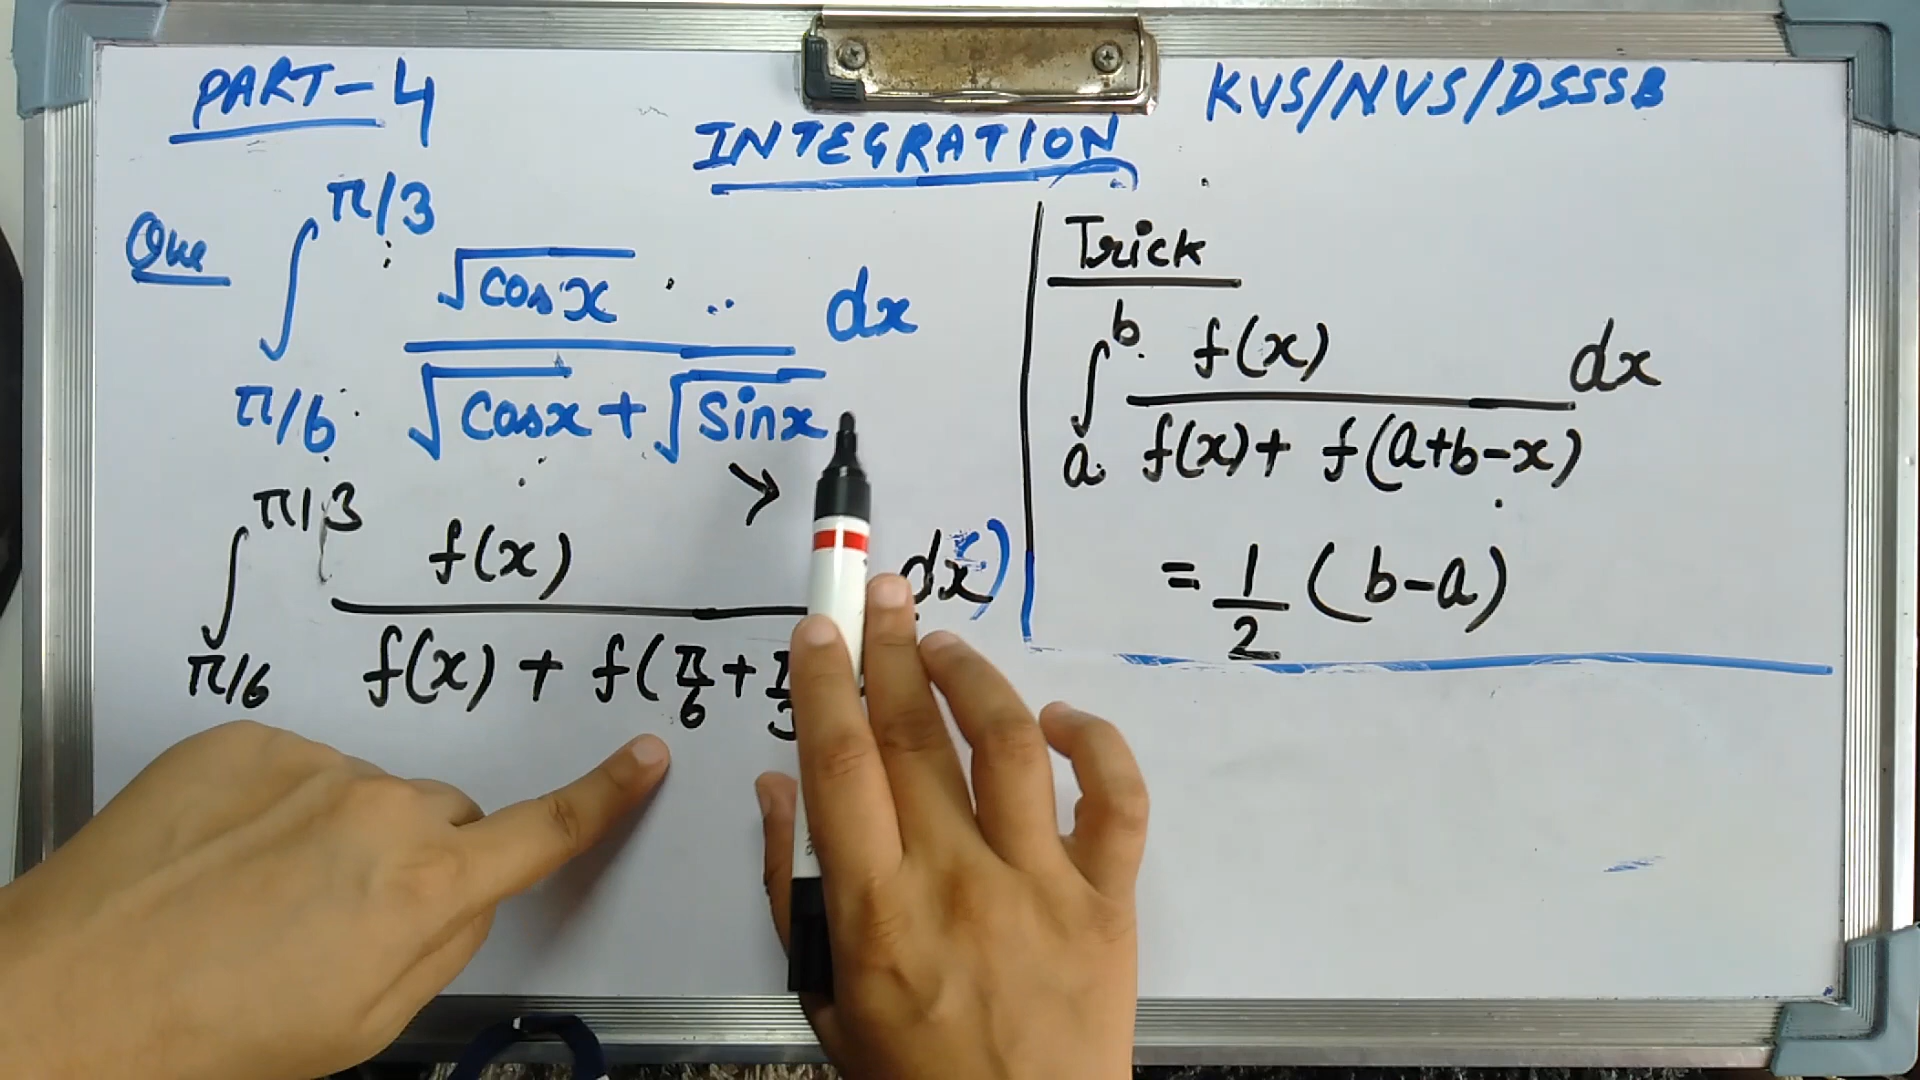 PART-4
KVS/NVS/DSSSB
INTEGRATION
Que ∫ π/3 π/6 √cosx / √cosx + √sinx dx
∫ π/3 π/6 f(x) / f(x) + f(π/6 + π/3 dx
Trick
∫ b a f(x) / f(x) + f(a+b-x) dx
= 1/2 (b-a)